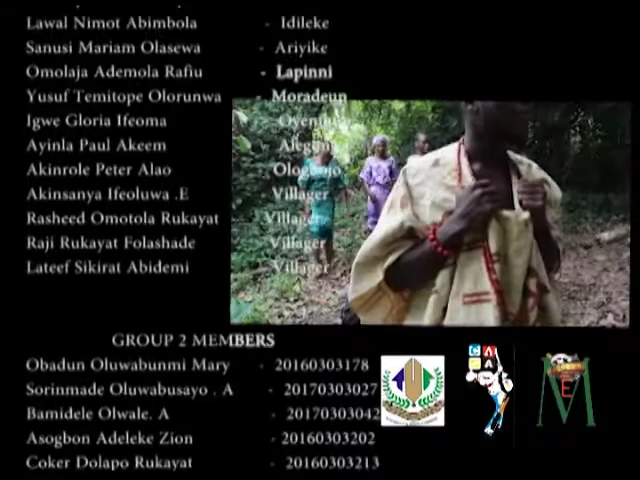 Lawal Nimot Abimbola - Idileke
Sanusi Mariam Olasewa - Ariyike
Omolaja Ademola Rafiu - Lapinni
Yusuf Temitope Olorunwa - Moradeun
Igwe Gloria Ifeoma
Ayinla Paul Akeem
Akinrole Peter Alao - Ologbojo
Akinsanya Ifeoluwa .E Villager
Rasheed Omotola Rukayat Villager
Raji Rukayat Folashade Villager
Lateef Sikirat Abidemi Villager
GROUP 2 MEMBERS
Obadun Oluwabunmi Mary - 20160303178
Sorinmade Oluwabusayo . A - 20170303027
Bamidele Olwale. A - 20170303042
Asogbon Adeleke Zion - 20160303202
Coker Dolapo Rukayat - 20160303213